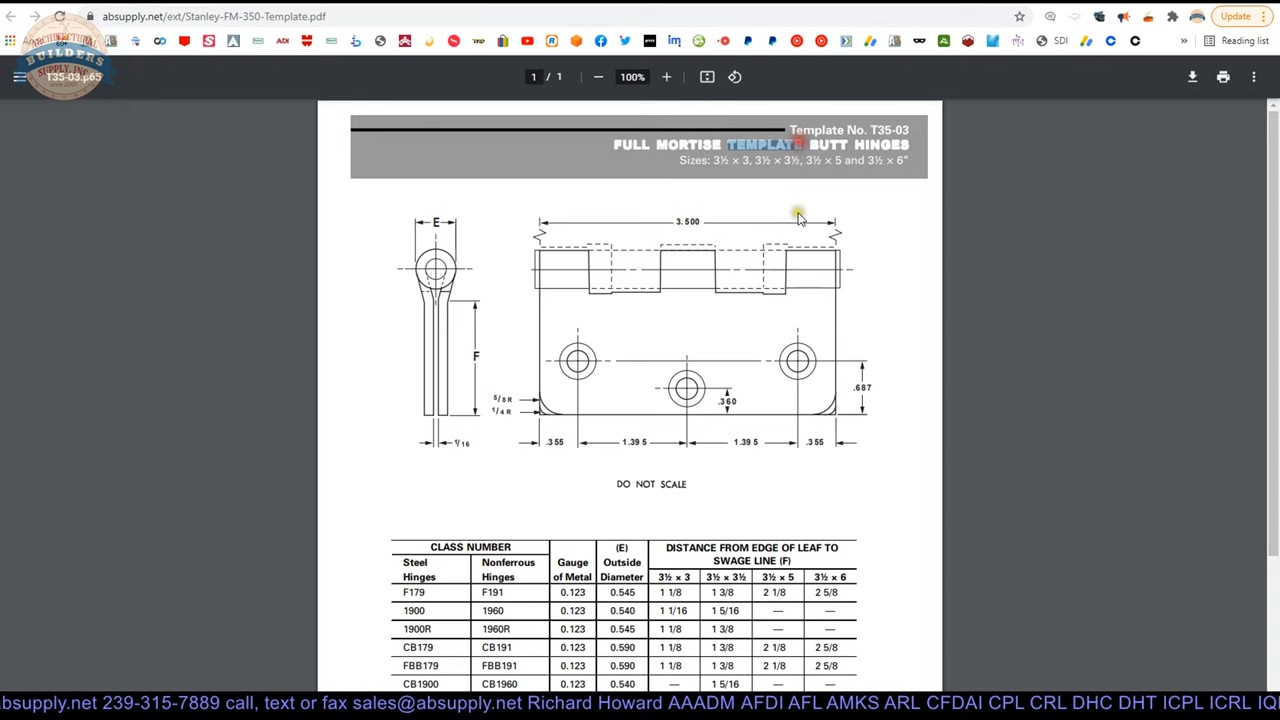 absupply.net/ext/Stanley-FM-350-Template.pdf
Update
SDI
Reading list
ARCHITECTURAL
BUILDERS
SUPPLY, INC.
T35-03.p65
1 / 1
100%
Template No. T35-03
FULL MORTISE TEMPLATE BUTT HINGES
Sizes: 3½ × 3, 3½ × 3½, 3½ × 5 and 3½ × 6"
E
3.500
F
5/8 R
1/4 R
.360
.687
1/16
.355
1.39 5
1.39 5
.355
DO NOT SCALE
CLASS NUMBER
Steel Hinges
Nonferrous Hinges
Gauge of Metal
(E) Outside Diameter
DISTANCE FROM EDGE OF LEAF TO SWAGE LINE (F)
3½ × 3 3½ × 3½ 3½ × 5 3½ × 6
F179 F191 0.123 0.545 1 1/8 1 3/8 2 1/8 2 5/8
1900 1960 0.123 0.540 1 1/16 1 5/16 — —
1900R 1960R 0.123 0.545 1 1/8 1 3/8 — —
CB179 CB191 0.123 0.590 1 1/8 1 3/8 2 1/8 2 5/8
FBB179 FBB191 0.123 0.590 1 1/8 1 3/8 2 1/8 2 5/8
CB1900 CB1960 0.123 0.540 — 1 5/16 — —
absupply.net 239-315-7889 call, text or fax sales@absupply.net Richard Howard AAADM AFDI AFL AMKS ARL CFDAI CPL CRL DHC DHT ICPL ICRL IQ